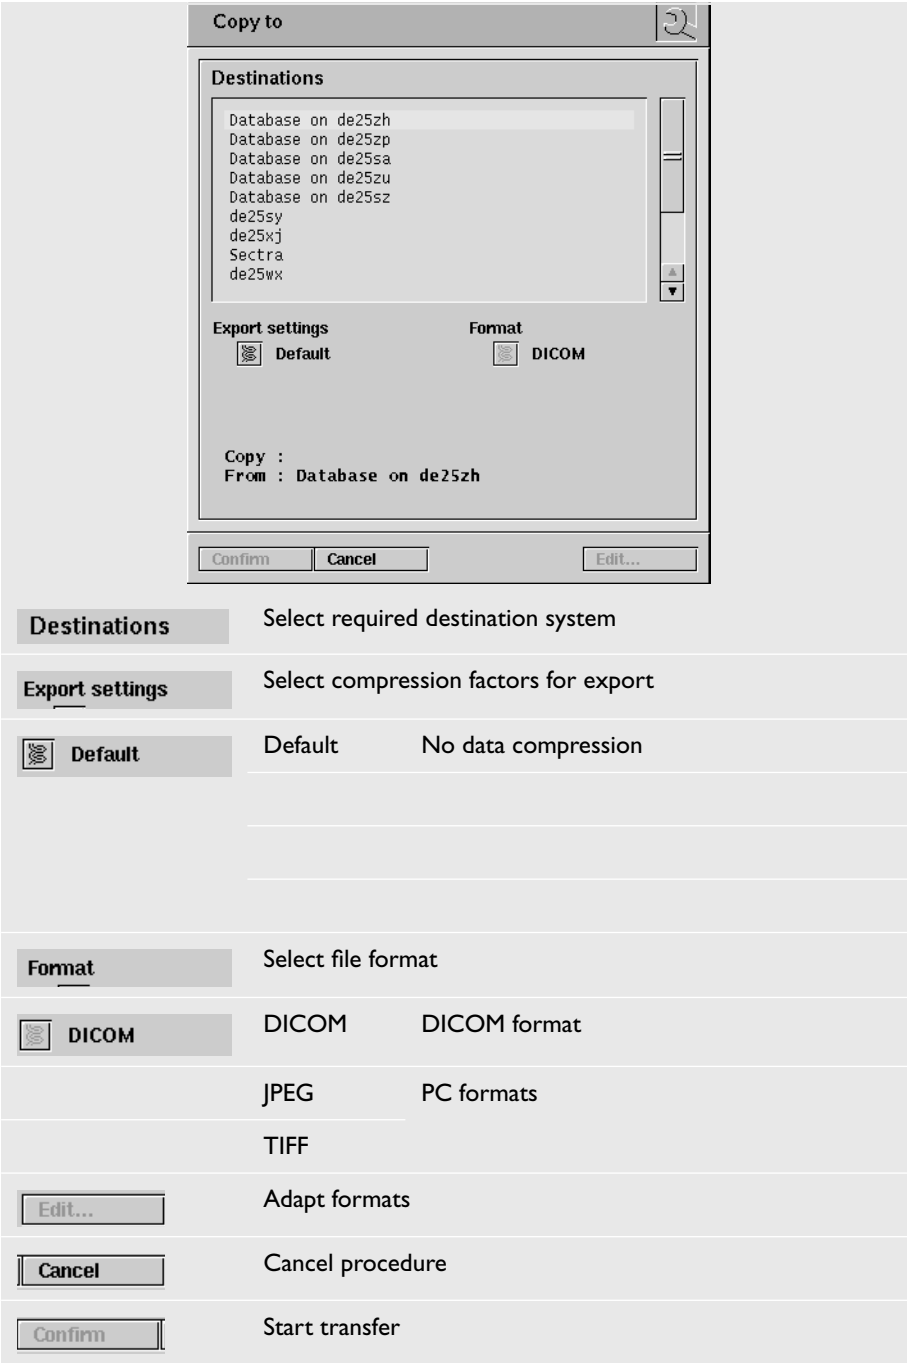 Copy to
Destinations
Database on de25zh
Database on de25zp
Database on de25sa
Database on de25zu
Database on de25sz
de25sy
de25xj
Sectra
de25wx
Export settings Format
Default DICOM
Copy :
From : Database on de25zh
Confirm Cancel Edit...
Destinations Select required destination system
Export settings Select compression factors for export
Default Default No data compression
Format Select file format
DICOM DICOM DICOM format
JPEG PC formats
TIFF
Edit... Adapt formats
Cancel Cancel procedure
Confirm Start transfer